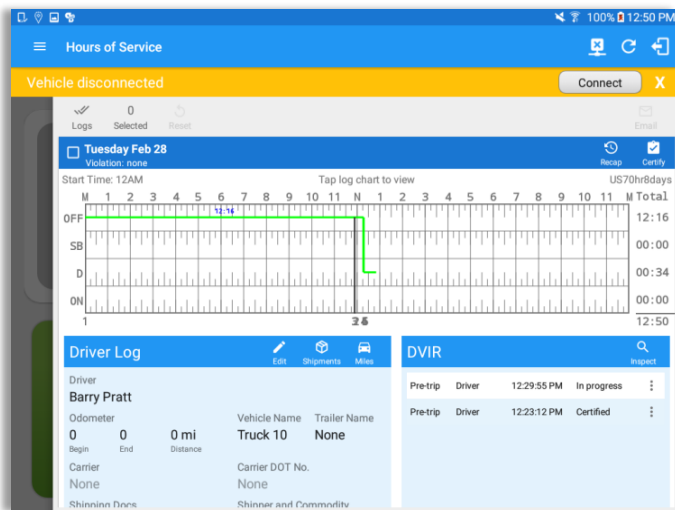 100% 12:50 PM
Hours of Service
Vehicle disconnected Connect X
Logs 0 Selected Reset Email
Tuesday Feb 28
Violation: none Recap Certify
Start Time: 12AM Tap log chart to view US70hr8days
M 1 2 3 4 5 6 7 8 9 10 11 N 1 2 3 4 5 6 7 8 9 10 11 M Total
12:16
OFF 12:16
SB 00:00
D 00:34
ON 00:00
1 12:50
Driver Log Edit Shipments Miles
Driver
Barry Pratt
Odometer Vehicle Name Trailer Name
0 0 0 mi Truck 10 None
Begin End Distance
Carrier Carrier DOT No.
None None
Shipping Docs Shipper and Commodity
DVIR Inspect
Pre-trip Driver 12:29:55 PM In progress
Pre-trip Driver 12:23:12 PM Certified